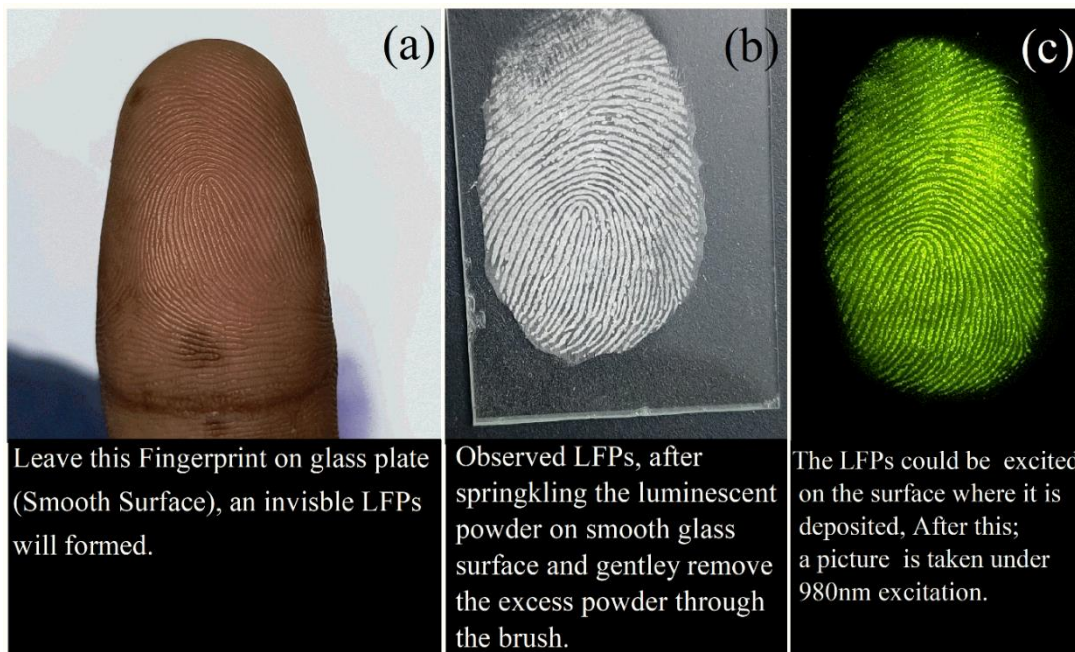 (a)
Leave this Fingerprint on glass plate
(Smooth Surface), an invisble LFPs
will formed.
(b)
Observed LFPs, after
springkling the luminescent
powder on smooth glass
surface and gentley remove
the excess powder through
the brush.
(c)
The LFPs could be excited
on the surface where it is
deposited, After this;
a picture is taken under
980nm excitation.